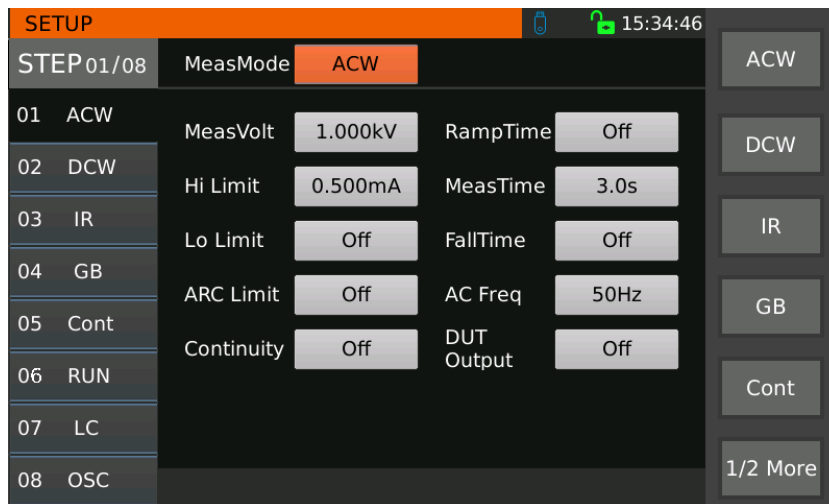 SETUP
15:34:46
STEP 01/08
MeasMode ACW
01 ACW
02 DCW
03 IR
04 GB
05 Cont
06 RUN
07 LC
08 OSC
MeasVolt 1.000kV RampTime Off
Hi Limit 0.500mA MeasTime 3.0s
Lo Limit Off FallTime Off
ARC Limit Off AC Freq 50Hz
Continuity Off DUT
Output Off
ACW
DCW
IR
GB
Cont
1/2 More